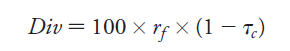 Div = 100 × r_f × (1 − τ_c)